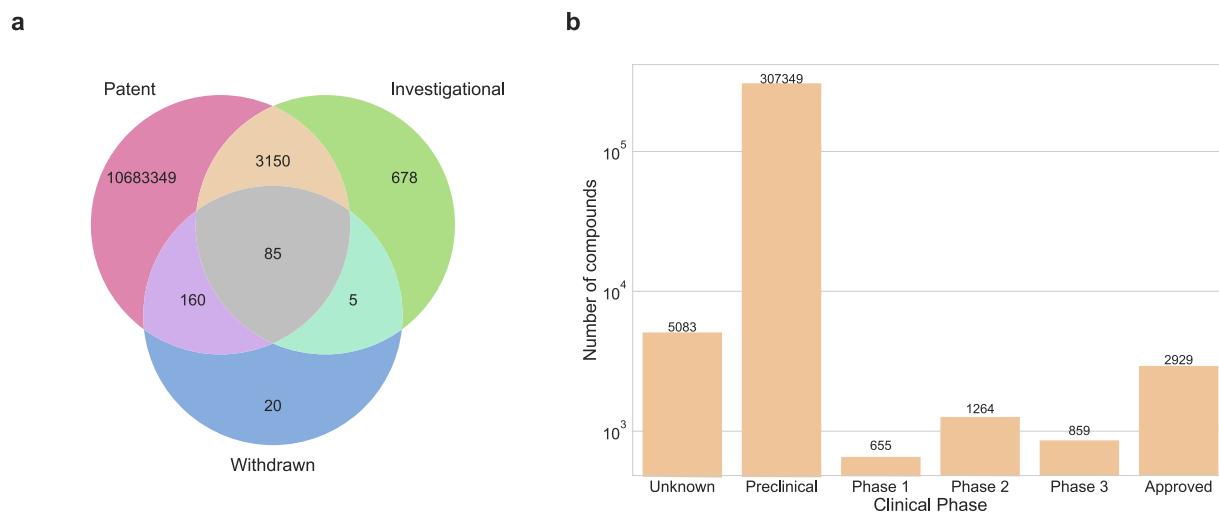 a
Patent
Investigational
10683349
3150
678
85
160
5
20
Withdrawn
b
Number of compounds
10^5
10^4
10^3
5083
307349
655
1264
859
2929
Unknown
Preclinical
Phase 1
Phase 2
Phase 3
Approved
Clinical Phase